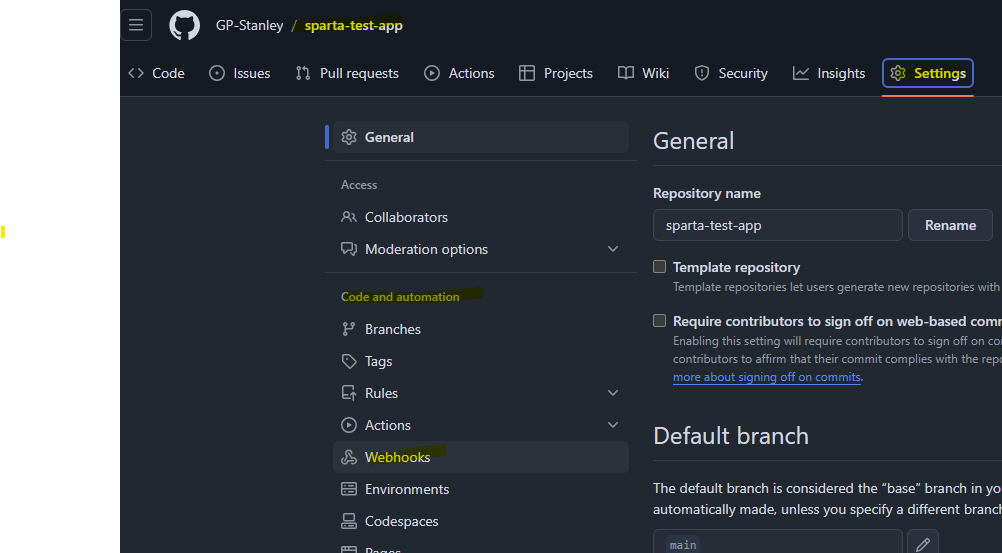 GP-Stanley / sparta-test-app
Code Issues Pull requests Actions Projects Wiki Security Insights Settings
General
Access
Collaborators
Moderation options
Code and automation
Branches
Tags
Rules
Actions
Webhooks
Environments
Codespaces
Pages
General
Repository name
sparta-test-app Rename
Template repository
Template repositories let users generate new repositories with
Require contributors to sign off on web-based
Enabling this setting will require contributors to sign off on
contributors to affirm that their commit complies with the
more about signing off on commits.
Default branch
The default branch is considered the “base” branch in
automatically made, unless you specify a different
main